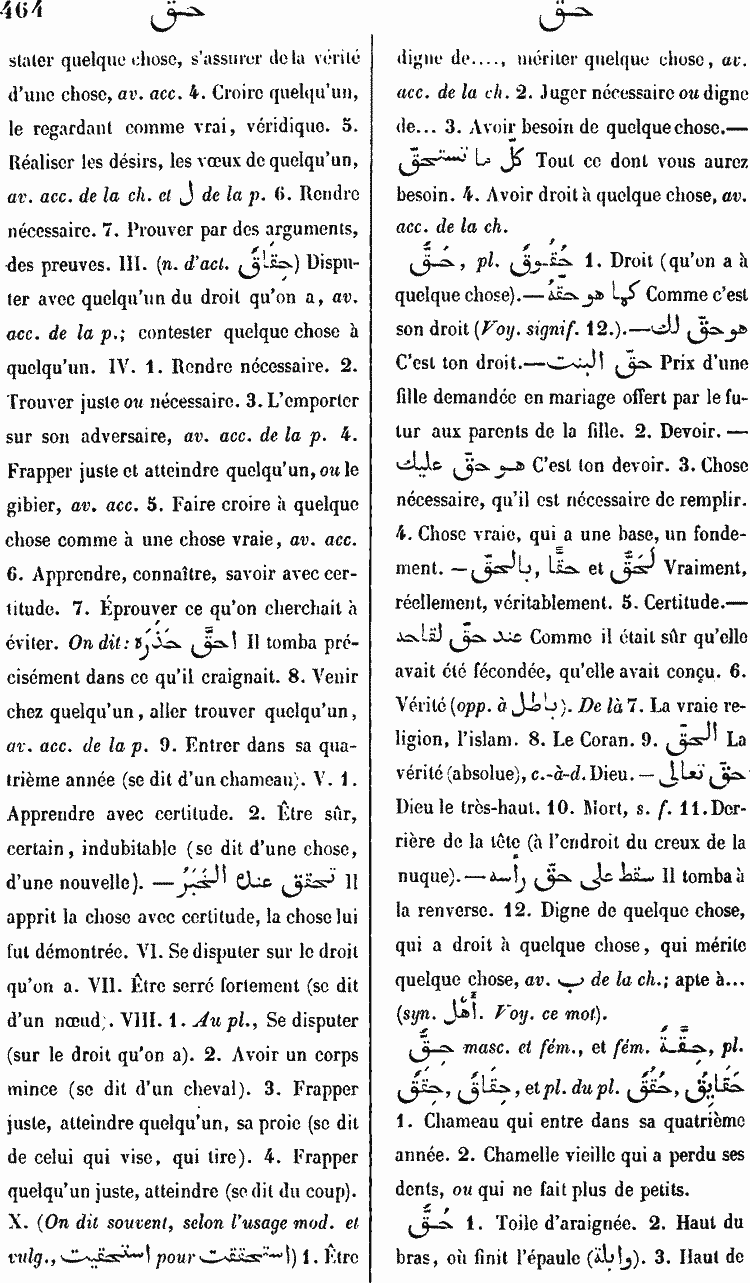 464 حق حق
stater quelque chose, s'assurer de la vérité
d'une chose, av. acc. 4. Croire quelqu'un,
le regardant comme vrai, véridique. 5.
Réaliser les désirs, les vœux de quelqu'un,
av. acc. de la ch. et ل de la p. 6. Rendre
nécessaire. 7. Prouver par des arguments,
des preuves. III. (n. d'act. حِقَاقٌ) Dispu-
ter avec quelqu'un du droit qu'on a, av.
acc. de la p.; contester quelque chose à
quelqu'un. IV. 1. Rendre nécessaire. 2.
Trouver juste ou nécessaire. 3. L'emporter
sur son adversaire, av. acc. de la p. 4.
Frapper juste et atteindre quelqu'un, ou le
gibier, av. acc. 5. Faire croire à quelque
chose comme à une chose vraie, av. acc.
6. Apprendre, connaître, savoir avec cer-
titude. 7. Éprouver ce qu'on cherchait à
éviter. On dit: احقَّ حَذَرَهُ Il tomba pré-
cisément dans ce qu'il craignait. 8. Venir
chez quelqu'un, aller trouver quelqu'un,
av. acc. de la p. 9. Entrer dans sa qua-
trième année (se dit d'un chameau). V. 1.
Apprendre avec certitude. 2. Être sûr,
certain, indubitable (se dit d'une chose,
d'une nouvelle). — تحقق عندك الخَبَرُ Il
apprit la chose avec certitude, la chose lui
fut démontrée. VI. Se disputer sur le droit
qu'on a. VII. Être serré fortement (se dit
d'un nœud). VIII. 1. Au pl., Se disputer
(sur le droit qu'on a). 2. Avoir un corps
mince (se dit d'un cheval). 3. Frapper
juste, atteindre quelqu'un, sa proie (se dit
de celui qui vise, qui tire). 4. Frapper
quelqu'un juste, atteindre (se dit du coup).
X. (On dit souvent, selon l'usage mod. et
vulg., استحقيت pour استحققت) 1. Être
digne de...., mériter quelque chose, av.
acc. de la ch. 2. Juger nécessaire ou digne
de... 3. Avoir besoin de quelque chose.—
كلّ ما تستحقّ Tout ce dont vous aurez
besoin. 4. Avoir droit à quelque chose, av.
acc. de la ch.
حَقٌّ, pl. حُقُوقٌ 1. Droit (qu'on a à
quelque chose).— كما هو حقّهُ Comme c'est
son droit (Voy. signif. 12.).— هو حقّ لك
C'est ton droit.— حقّ البنت Prix d'une
fille demandée en mariage offert par le fu-
tur aux parents de la fille. 2. Devoir. —
هو حقّ عليك C'est ton devoir. 3. Chose
nécessaire, qu'il est nécessaire de remplir.
4. Chose vraie, qui a une base, un fonde-
ment. — بالحقّ, حقًّا et لَحَقٌّ Vraiment,
réellement, véritablement. 5. Certitude.—
عند حقّ لقاحه Comme il était sûr qu'elle
avait été fécondée, qu'elle avait conçu. 6.
Vérité (opp. à باطل). De là 7. La vraie re-
ligion, l'islam. 8. Le Coran. 9. الحقّ La
vérité (absolue), c.-à-d. Dieu. — حقّ تعالى
Dieu le très-haut. 10. Mort, s. f. 11. Der-
rière de la tête (à l'endroit du creux de la
nuque).— سقط على حقّ رأسه Il tomba à
la renverse. 12. Digne de quelque chose,
qui a droit à quelque chose, qui mérite
quelque chose, av. ب de la ch.; apte à...
(syn. أَهْل. Voy. ce mot).
حِقٌّ masc. et fém., et fém. حِقَّةٌ, pl.
حِقَقٌ, حِقَاقٌ, et pl. du pl. حُقُقٌ, حَقَايِقُ
1. Chameau qui entre dans sa quatrième
année. 2. Chamelle vieille qui a perdu ses
dents, ou qui ne fait plus de petits.
حُقٌّ 1. Toile d'araignée. 2. Haut du
bras, où finit l'épaule (وابلة). 3. Haut de